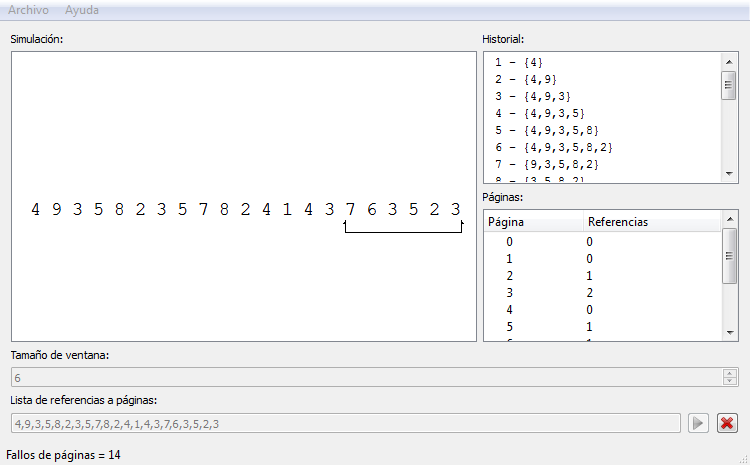 Archivo Ayuda
Simulación:
4 9 3 5 8 2 3 5 7 8 2 4 1 4 3 7 6 3 5 2 3
Historial:
1 - {4}
2 - {4,9}
3 - {4,9,3}
4 - {4,9,3,5}
5 - {4,9,3,5,8}
6 - {4,9,3,5,8,2}
7 - {9,3,5,8,2}
8 - {3,5,8,2}
Páginas:
Página Referencias
0 0
1 0
2 1
3 2
4 0
5 1
Tamaño de ventana:
6
Lista de referencias a páginas:
4,9,3,5,8,2,3,5,7,8,2,4,1,4,3,7,6,3,5,2,3
Fallos de páginas = 14